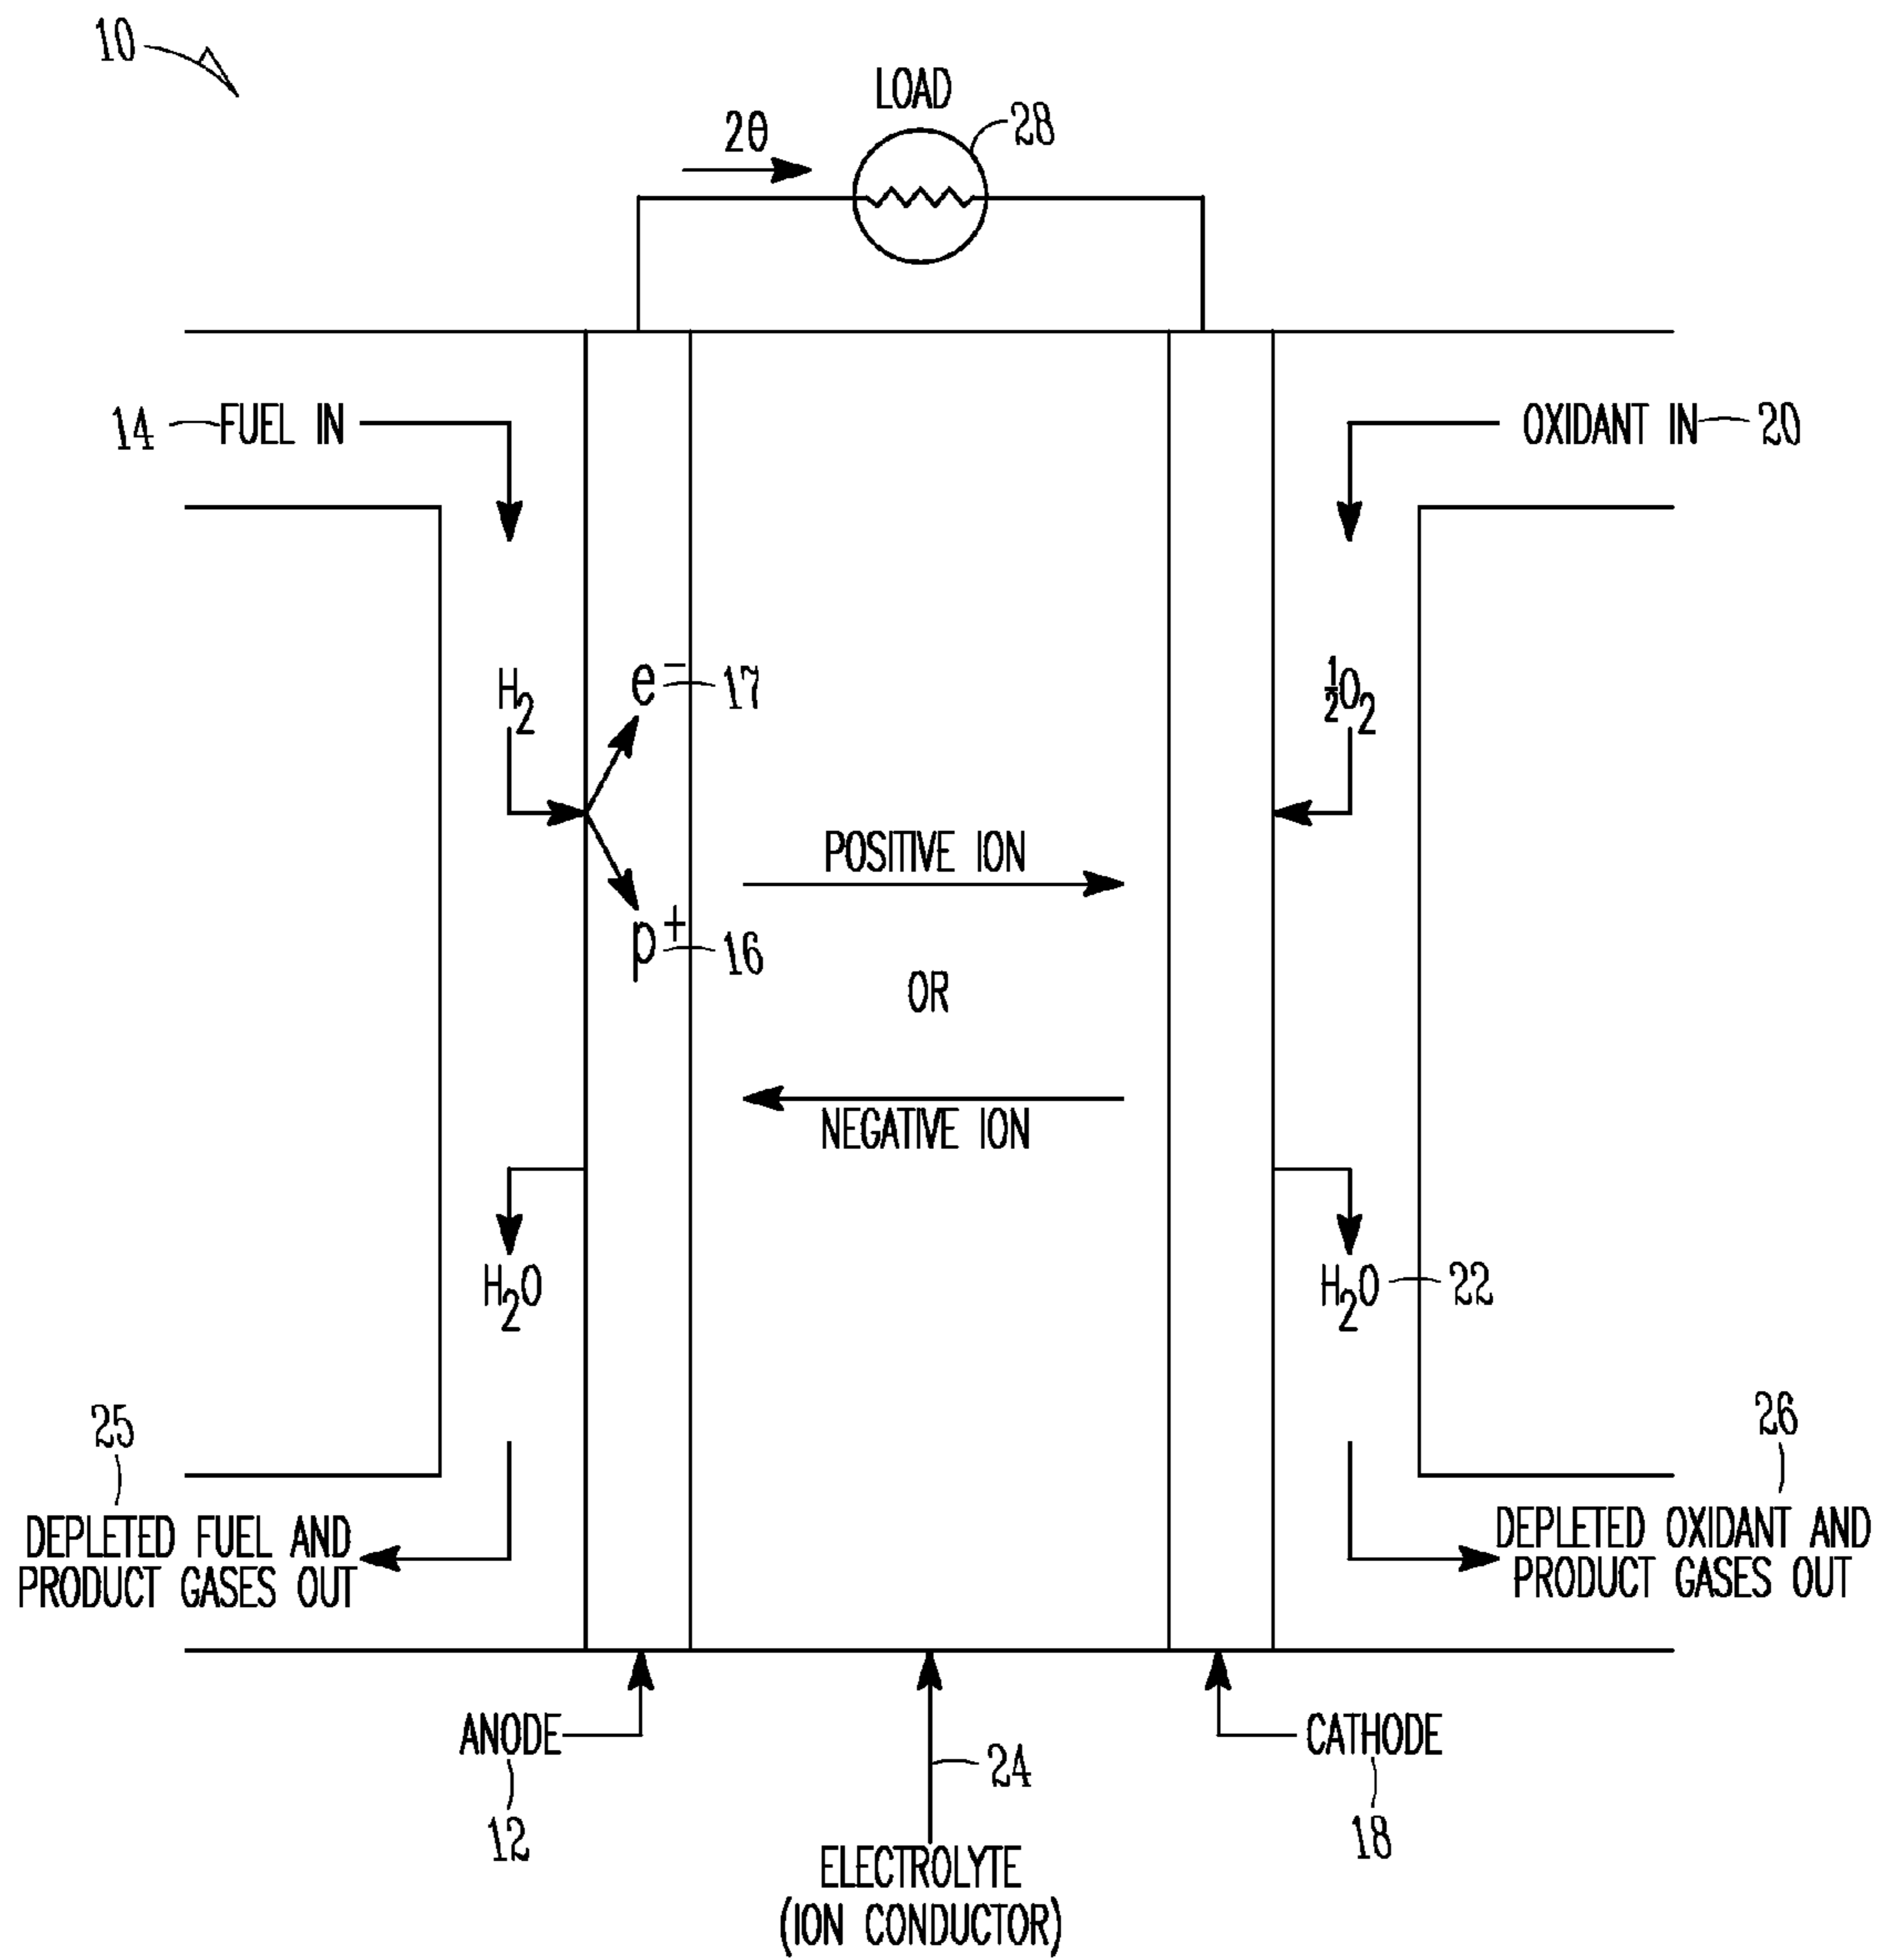 10
LOAD
28
2θ
14 FUEL IN
OXIDANT IN 20
H2
e− 17
½O2
POSITIVE ION
p+ 16
OR
NEGATIVE ION
H2O
H2O 22
25
DEPLETED FUEL AND
PRODUCT GASES OUT
26
DEPLETED OXIDANT AND
PRODUCT GASES OUT
ANODE
12
24
ELECTROLYTE
(ION CONDUCTOR)
CATHODE
18